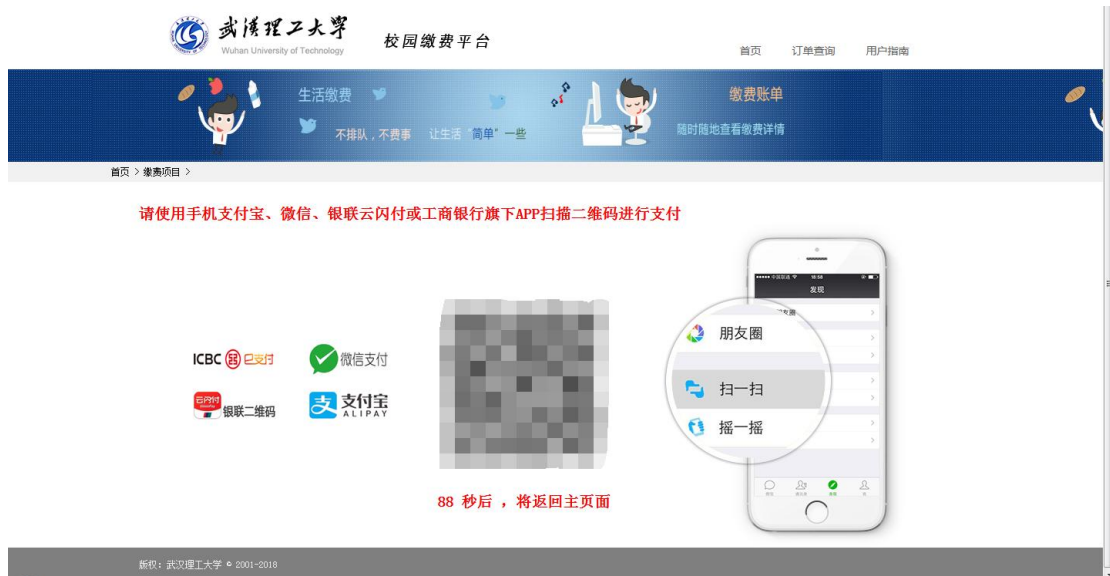 武汉理工大学
Wuhan University of Technology
校园缴费平台
首页 订单查询 用户指南
生活缴费
不排队，不费事 让生活“简单”一些
缴费账单
随时随地查看缴费详情
首页 > 缴费项目 >
请使用手机支付宝、微信、银联云闪付或工商银行旗下APP扫描二维码进行支付
发现
朋友圈
扫一扫
摇一摇
ICBC e支付
微信支付
云闪付
银联二维码
支付宝
ALIPAY
88 秒后 ，将返回主页面
版权：武汉理工大学 © 2001-2018